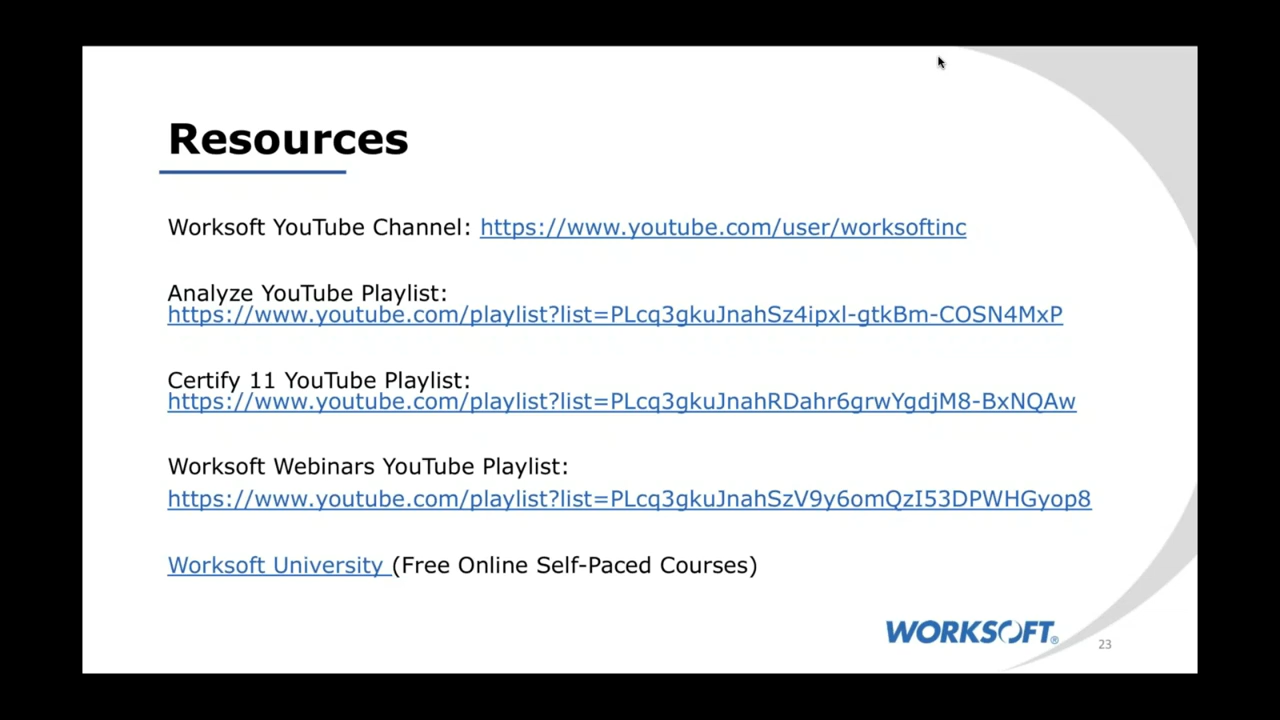 Resources
Worksoft YouTube Channel: https://www.youtube.com/user/worksoftinc
Analyze YouTube Playlist:
https://www.youtube.com/playlist?list=PLcq3gkuJnahSz4ipxl-gtkBm-COSN4MxP
Certify 11 YouTube Playlist:
https://www.youtube.com/playlist?list=PLcq3gkuJnahRDahr6grwYgdjM8-BxNQAw
Worksoft Webinars YouTube Playlist:
https://www.youtube.com/playlist?list=PLcq3gkuJnahSzV9y6omQzI53DPWHGyop8
Worksoft University (Free Online Self-Paced Courses)
WORKSOFT®
23